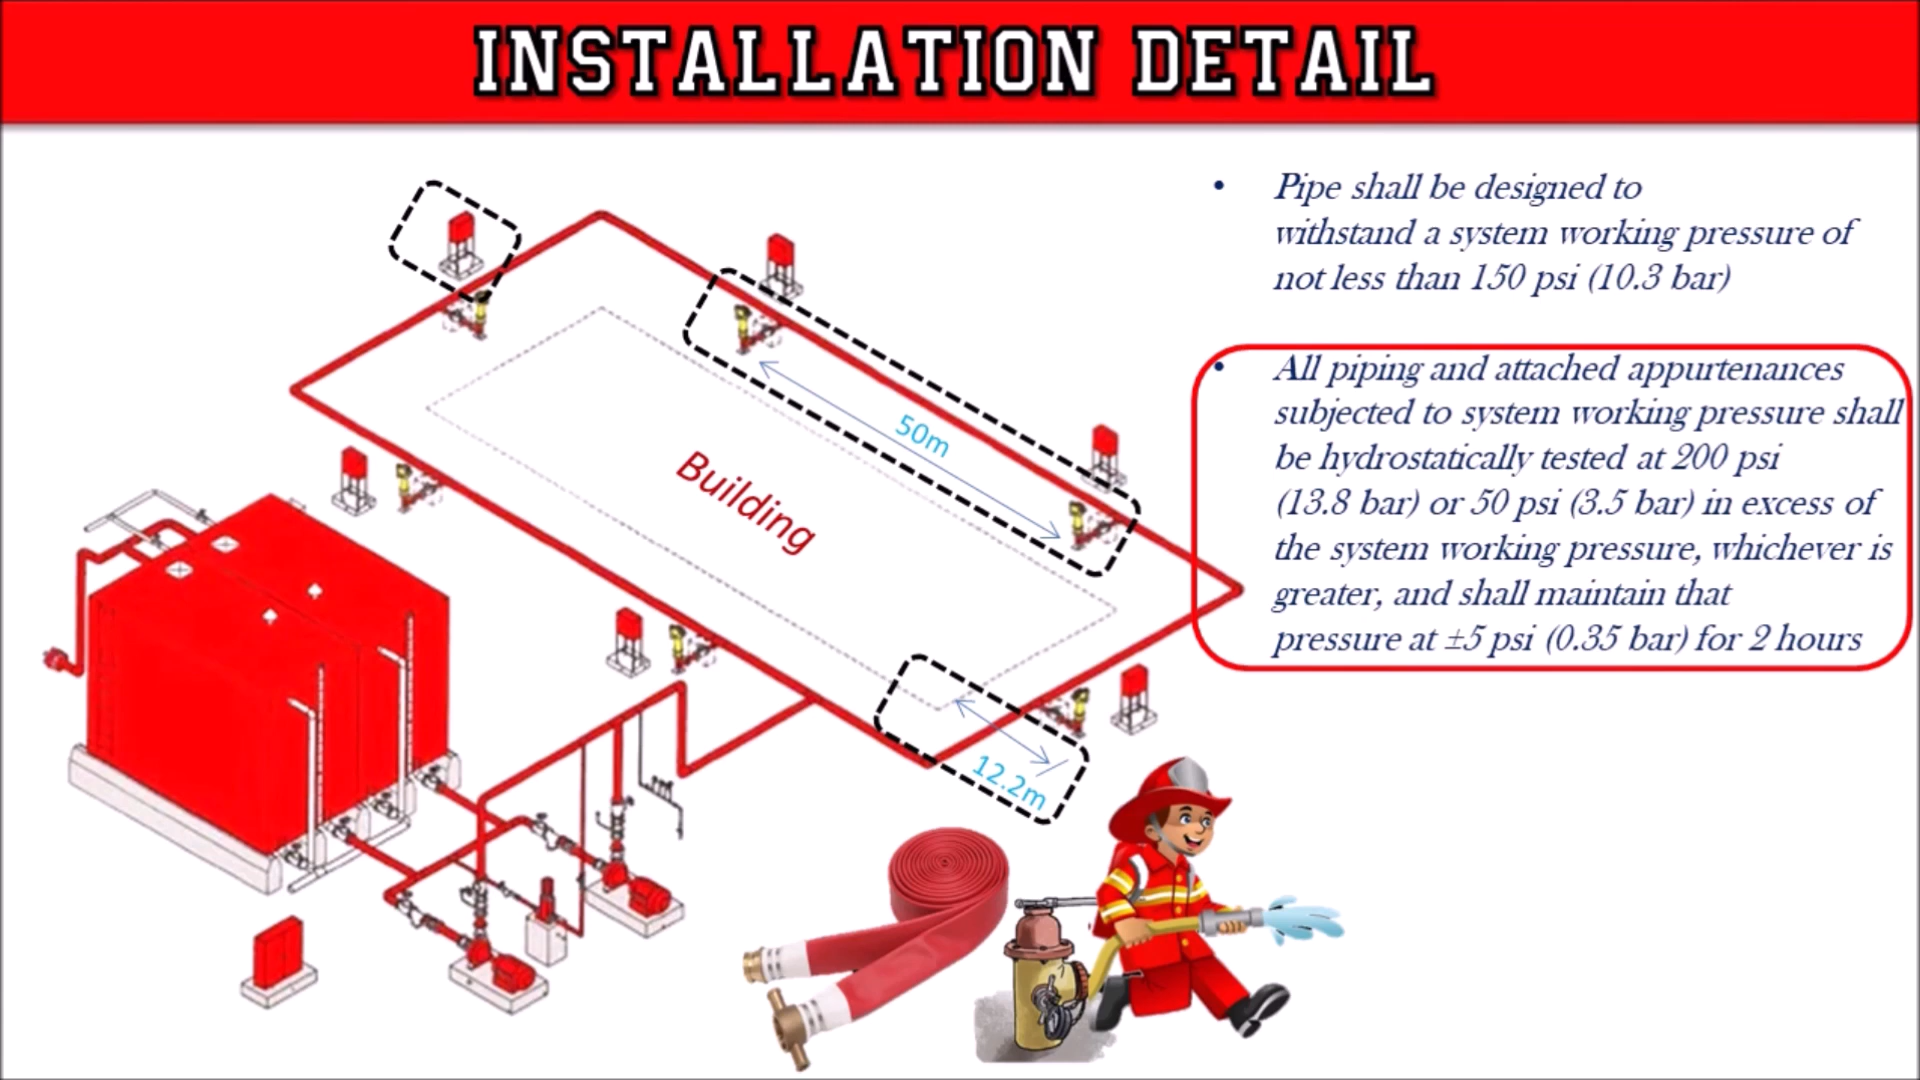 INSTALLATION DETAIL
• Pipe shall be designed to
withstand a system working pressure of
not less than 150 psi (10.3 bar)
• All piping and attached appurtenances
subjected to system working pressure shall
be hydrostatically tested at 200 psi
(13.8 bar) or 50 psi (3.5 bar) in excess of
the system working pressure, whichever is
greater, and shall maintain that
pressure at ±5 psi (0.35 bar) for 2 hours
50m
Building
12.2m